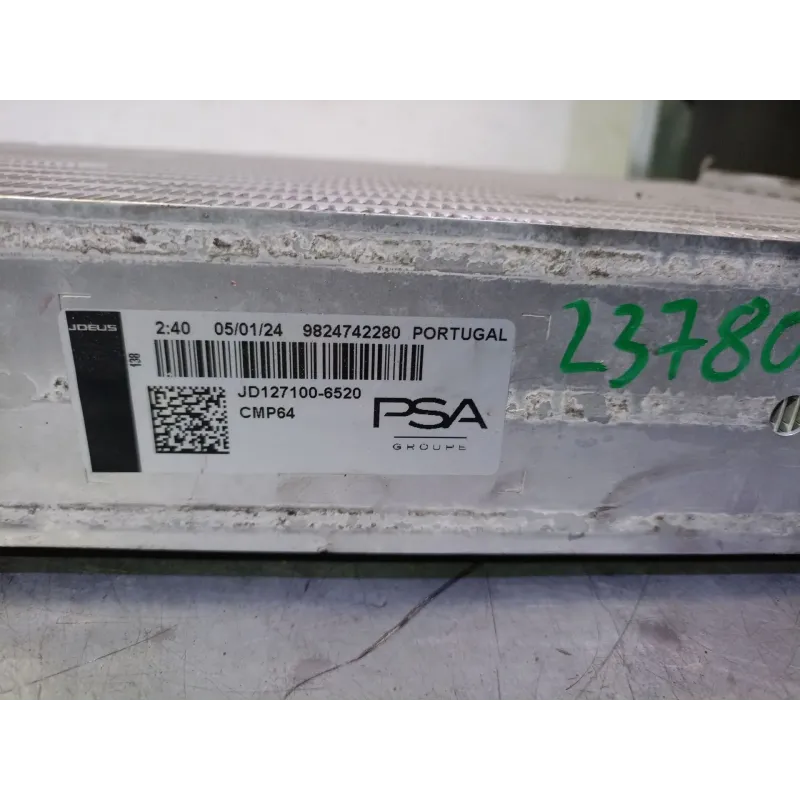 JDEUS 2:40 05/01/24 9824742280 PORTUGAL
138
JD127100-6520
CMP64
PSA
GROUPE
23780